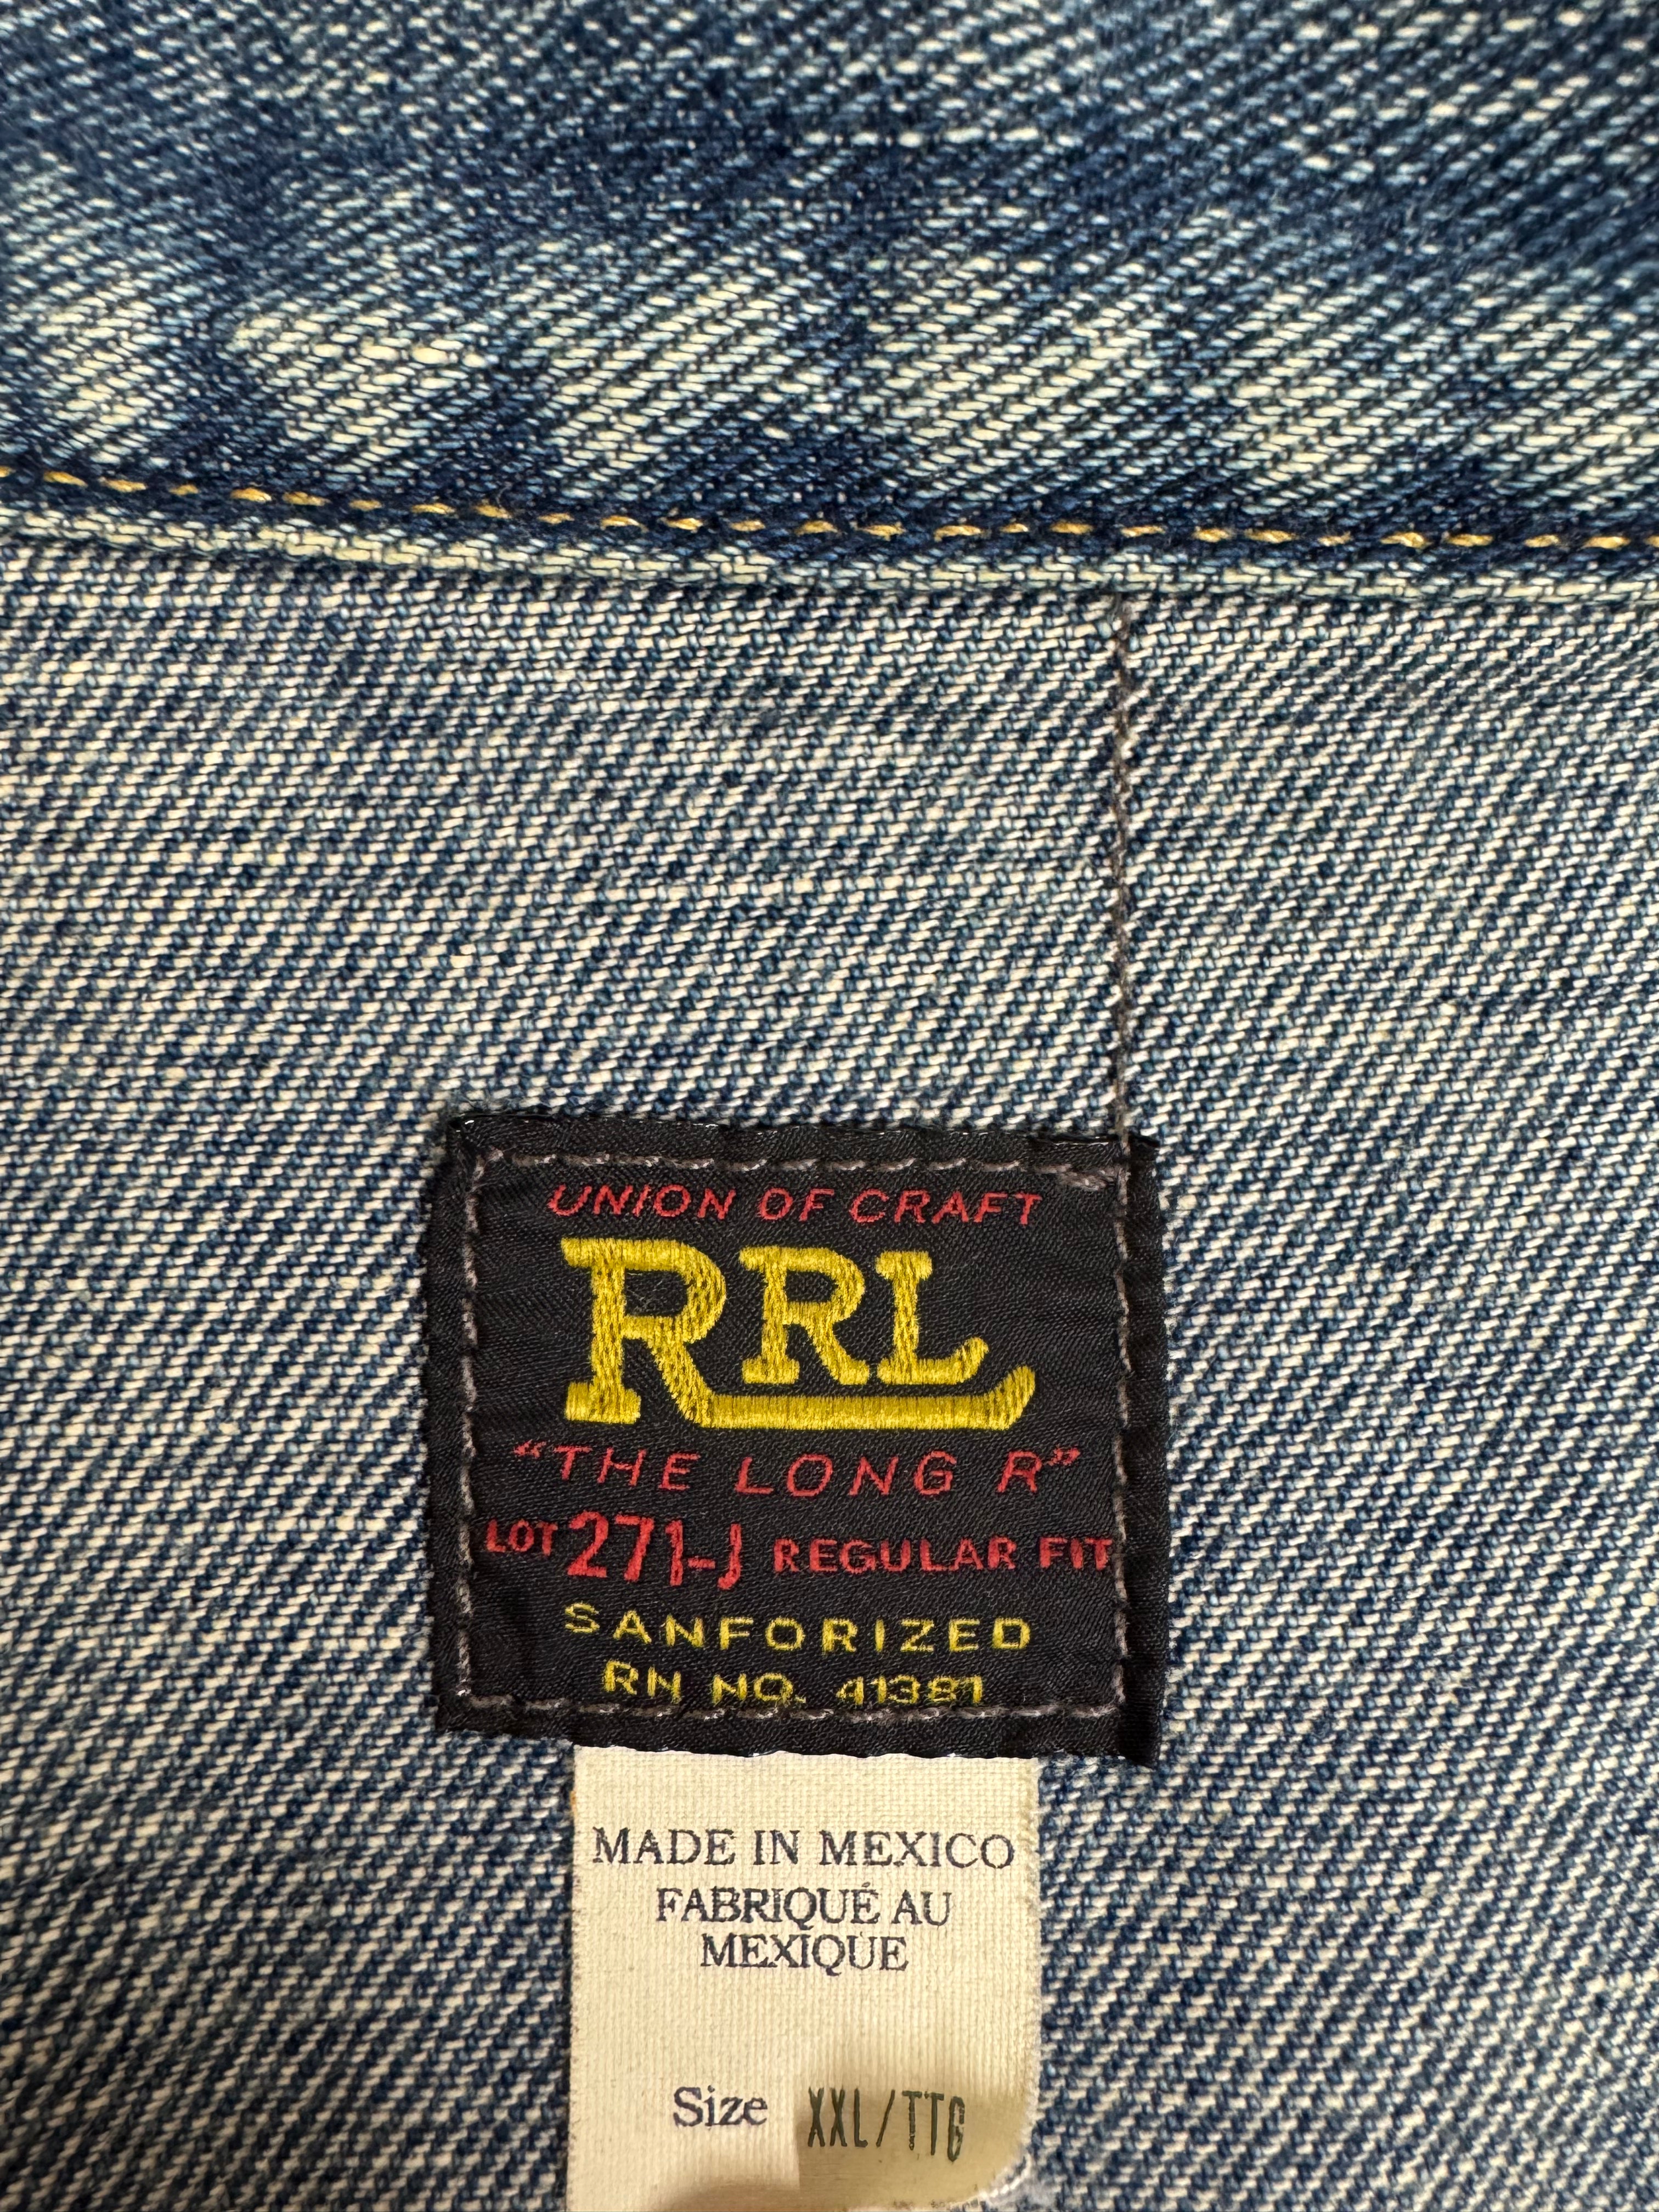 UNION OF CRAFT
RRL
"THE LONG R"
LOT 271-J REGULAR FIT
SANFORIZED
RN NO. 41381
MADE IN MEXICO
FABRIQUÉ AU
MEXIQUE
Size XXL/TTG